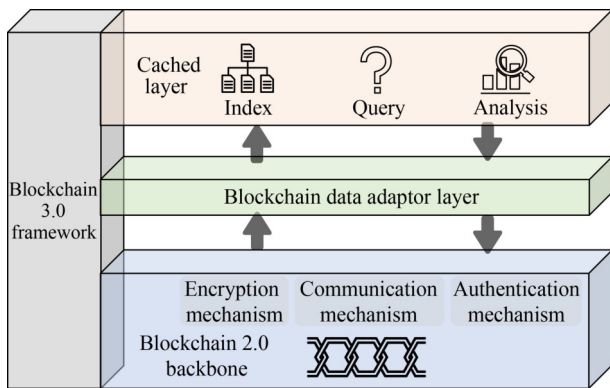 Cached
layer
Index
Query
Analysis
Blockchain
3.0
framework
Blockchain data adaptor layer
Encryption
mechanism
Communication
mechanism
Authentication
mechanism
Blockchain 2.0
backbone